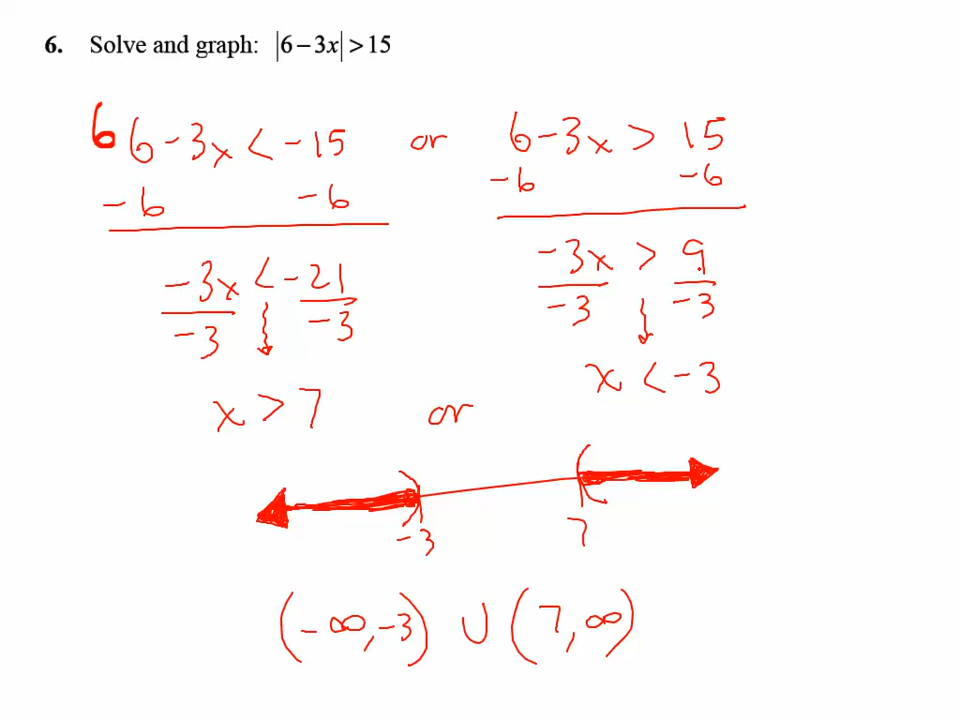 6. Solve and graph: |6−3x| > 15
6 6-3x < -15 or 6-3x > 15
-6 -6 -6 -6
-3x < -21 -3x > 9
-3 -3 -3 -3
x < -3
x > 7 or
-3 7
(-∞,-3) ∪ (7,∞)